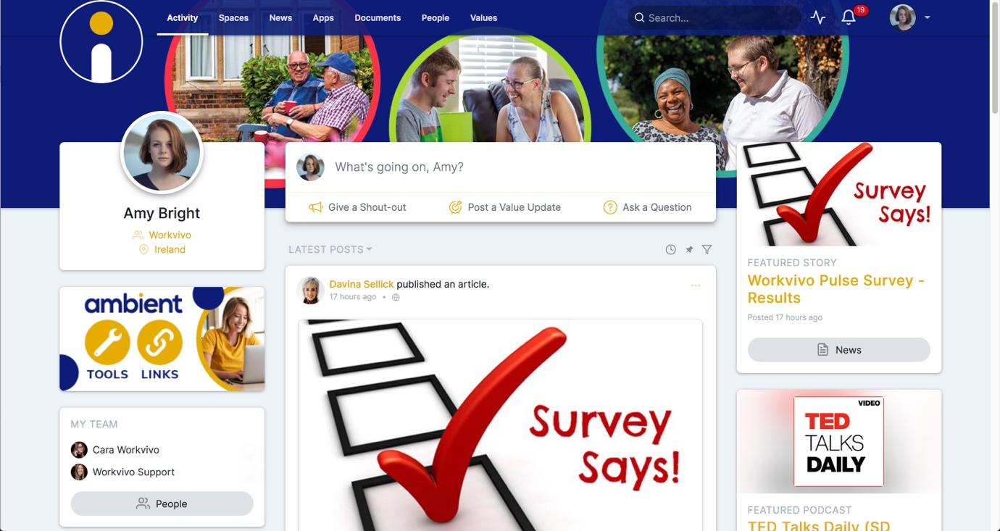 Activity
Spaces
News
Apps
Documents
People
Values
Search...
19
Amy Bright
Workvivo
Ireland
ambient
TOOLS LINKS
MY TEAM
Cara Workvivo
Workvivo Support
People
What's going on, Amy?
Give a Shout-out
Post a Value Update
Ask a Question
LATEST POSTS
Davina Sellick published an article.
17 hours ago •
...
Survey
Says!
Survey
Says!
FEATURED STORY
Workvivo Pulse Survey -
Results
Posted 17 hours ago
News
VIDEO
TED
TALKS
DAILY
FEATURED PODCAST
TED Talks Daily (SD